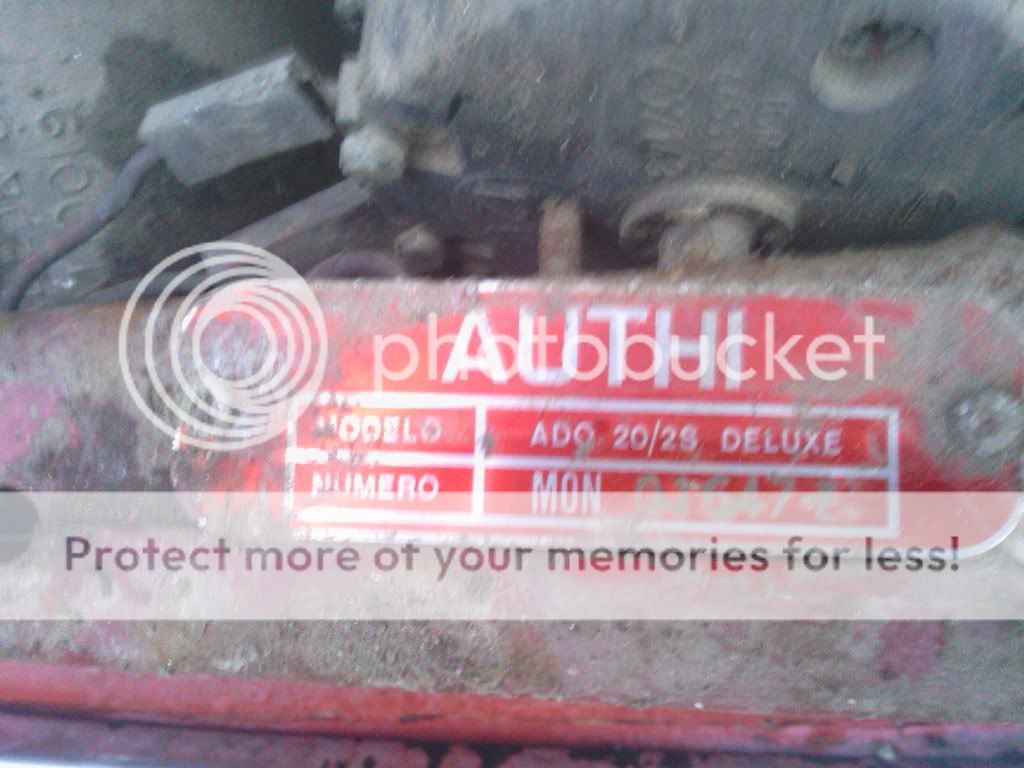 AUTHI
photobucket
MODELO ADO 20/2S DELUXE
NUMERO MON
Protect more of your memories for less!